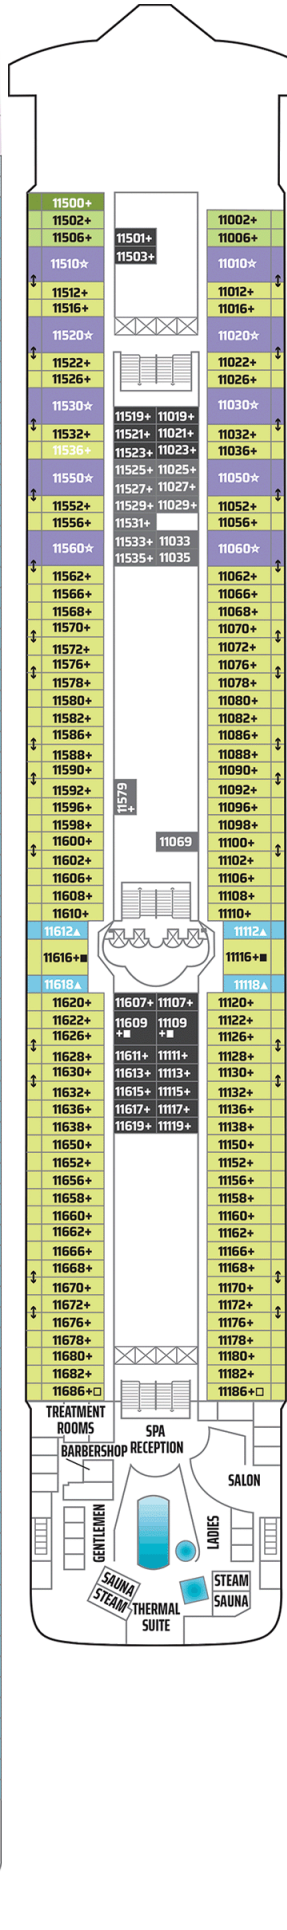 11500+
11502+ 11002+
11506+ 11501+ 11006+
11503+
11510☆ 11010☆
11512+ 11012+
11516+ 11016+
11520☆ 11020☆
11522+ 11022+
11526+ 11026+
11530☆ 11030☆
11519+ 11019+
11532+ 11521+ 11021+ 11032+
11536+ 11523+ 11023+ 11036+
11550☆ 11525+ 11025+ 11050☆
11527+ 11027+
11552+ 11529+ 11029+ 11052+
11556+ 11531+ 11056+
11560☆ 11533+ 11033 11060☆
11535+ 11035
11562+ 11062+
11566+ 11066+
11568+ 11068+
11570+ 11070+
11572+ 11072+
11576+ 11076+
11578+ 11078+
11580+ 11080+
11582+ 11082+
11586+ 11086+
11588+ 11088+
11590+ 11090+
11592+ 11579+ 11092+
11596+ 11096+
11598+ 11098+
11600+ 11069 11100+
11602+ 11102+
11606+ 11106+
11608+ 11108+
11610+ 11110+
11612▲ 11112▲
11616+■ 11116+■
11618▲ 11118▲
11620+ 11607+ 11107+ 11120+
11622+ 11609+■ 11109+■ 11122+
11626+ 11126+
11628+ 11611+ 11111+ 11128+
11630+ 11613+ 11113+ 11130+
11632+ 11615+ 11115+ 11132+
11636+ 11617+ 11117+ 11136+
11638+ 11619+ 11119+ 11138+
11650+ 11150+
11652+ 11152+
11656+ 11156+
11658+ 11158+
11660+ 11160+
11662+ 11162+
11666+ 11166+
11668+ 11168+
11670+ 11170+
11672+ 11172+
11676+ 11176+
11678+ 11178+
11680+ 11180+
11682+ 11182+
11686+□ 11186+□
TREATMENT
ROOMS
SPA
RECEPTION
BARBERSHOP
SALON
GENTLEMEN
LADIES
SAUNA
STEAM
STEAM
SAUNA
THERMAL
SUITE